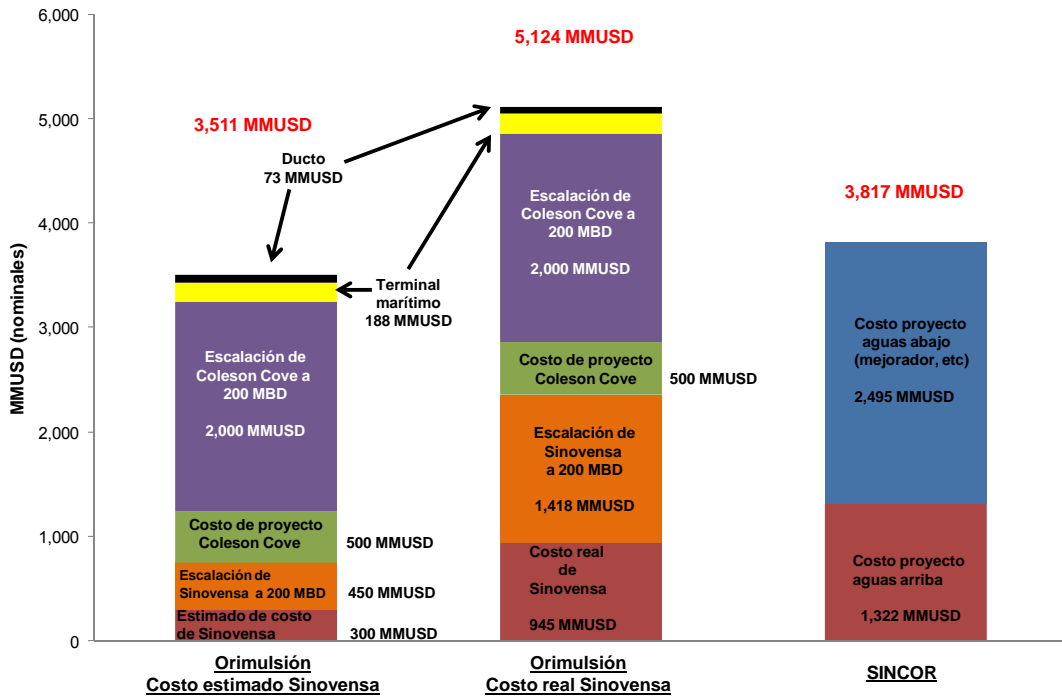 6,000
5,000
4,000
3,000
2,000
1,000
0
MMUSD (nominales)
3,511 MMUSD
5,124 MMUSD
3,817 MMUSD
Ducto
73 MMUSD
Terminal
marítimo
188 MMUSD
Escalación de
Coleson Cove a
200 MBD
2,000 MMUSD
Costo de proyecto
Coleson Cove
500 MMUSD
Escalación de
Sinovensa a 200 MBD
450 MMUSD
Estimado de costo
de Sinovensa
300 MMUSD
Escalación de
Coleson Cove a
200 MBD
2,000 MMUSD
Costo de proyecto
Coleson Cove
500 MMUSD
Escalación de
Sinovensa
a 200 MBD
1,418 MMUSD
Costo real
de
Sinovensa
945 MMUSD
Costo proyecto
aguas abajo
(mejorador, etc)
2,495 MMUSD
Costo proyecto
aguas arriba
1,322 MMUSD
Orimulsión
Costo estimado Sinovensa
Orimulsión
Costo real Sinovensa
SINCOR